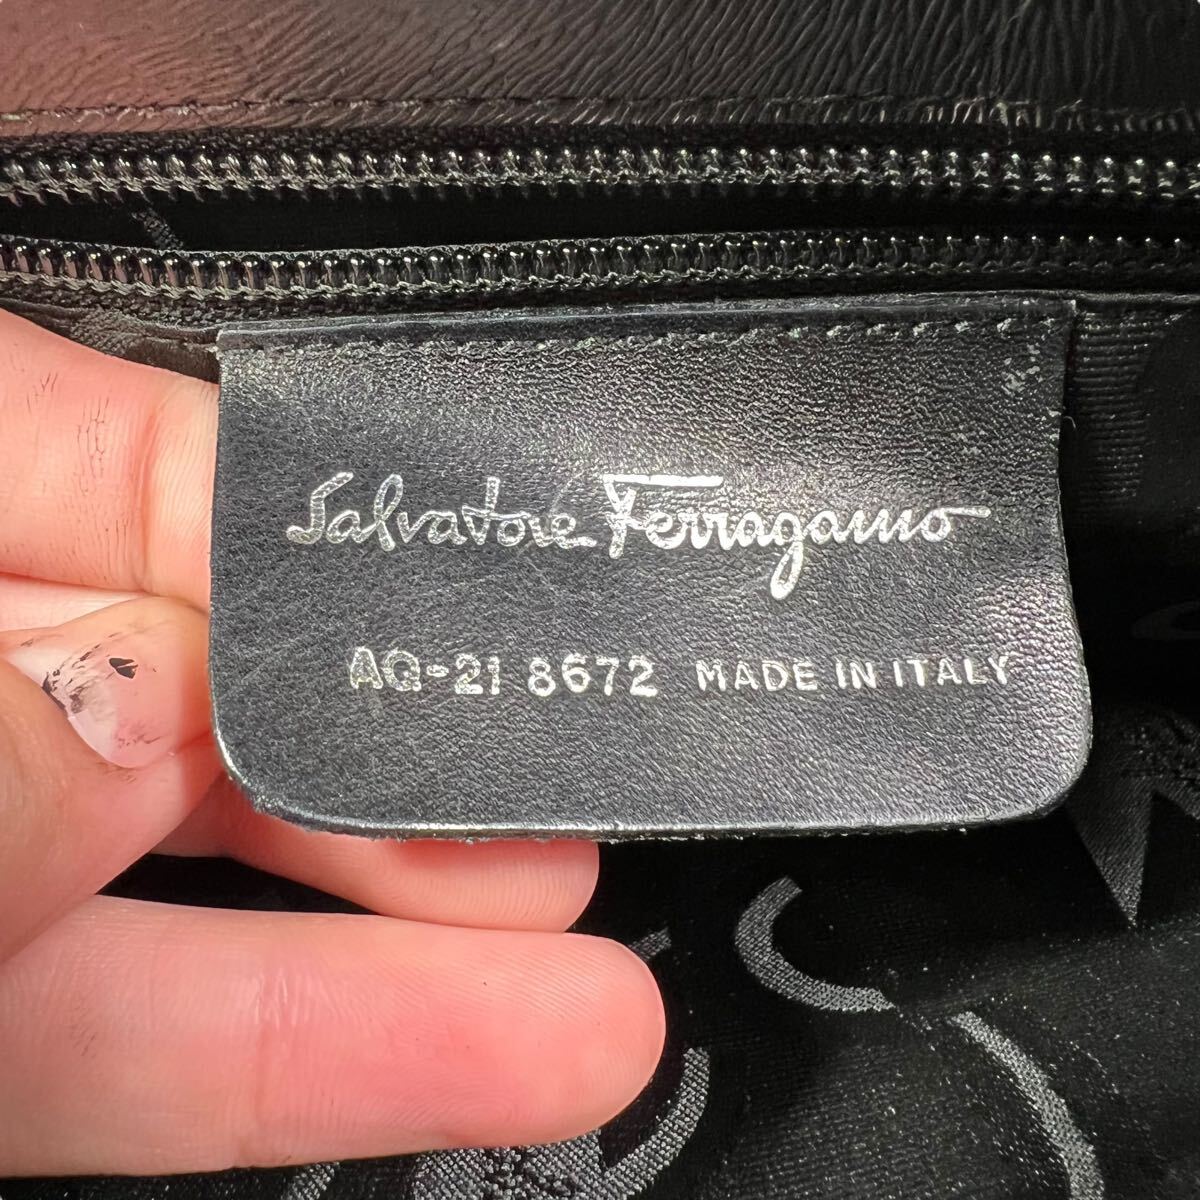 Salvatore Ferragamo
AQ-21 8672 MADE IN ITALY